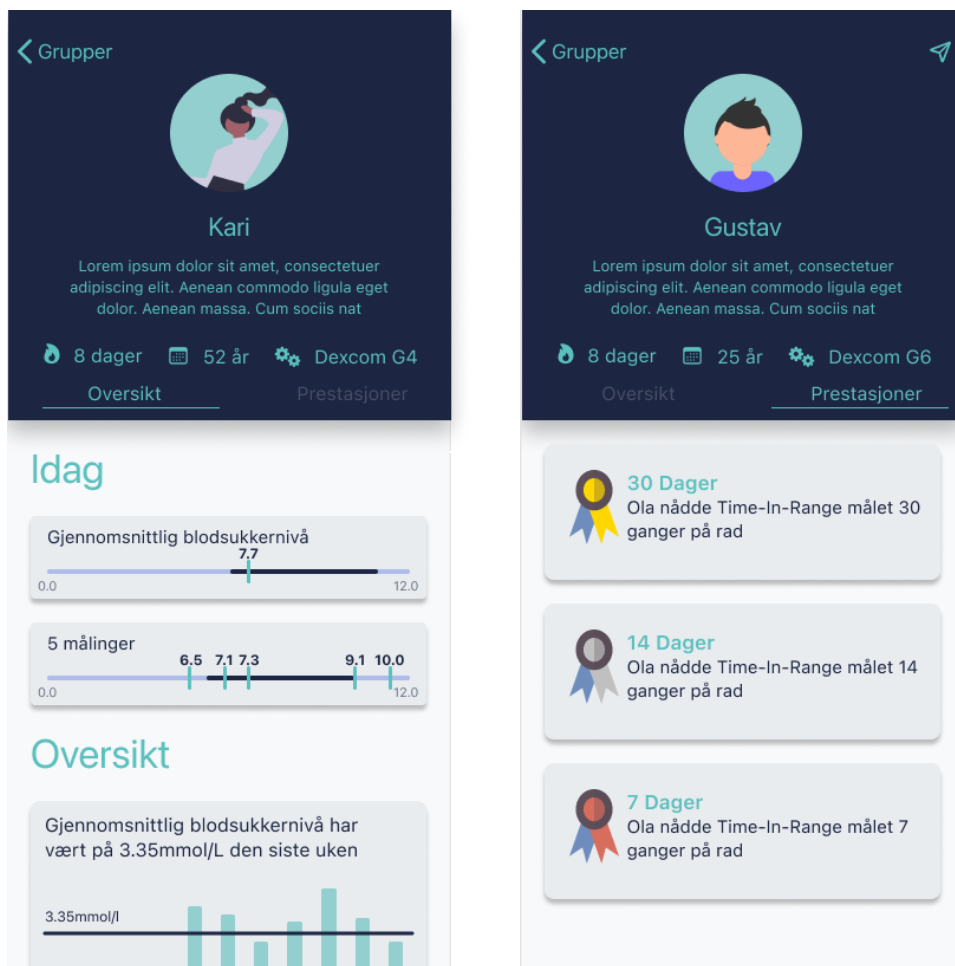 Grupper
Kari
Lorem ipsum dolor sit amet, consectetuer
adipiscing elit. Aenean commodo ligula eget
dolor. Aenean massa. Cum sociis nat
8 dager 52 år Dexcom G4
Oversikt Prestasjoner
Idag
Gjennomsnittlig blodsukkernivå
7.7
0.0 12.0
5 målinger
6.5 7.1 7.3 9.1 10.0
0.0 12.0
Oversikt
Gjennomsnittlig blodsukkernivå har
vært på 3.35mmol/L den siste uken
3.35mmol/l
Grupper
Gustav
Lorem ipsum dolor sit amet, consectetuer
adipiscing elit. Aenean commodo ligula eget
dolor. Aenean massa. Cum sociis nat
8 dager 25 år Dexcom G6
Oversikt Prestasjoner
30 Dager
Ola nådde Time-In-Range målet 30
ganger på rad
14 Dager
Ola nådde Time-In-Range målet 14
ganger på rad
7 Dager
Ola nådde Time-In-Range målet 7
ganger på rad